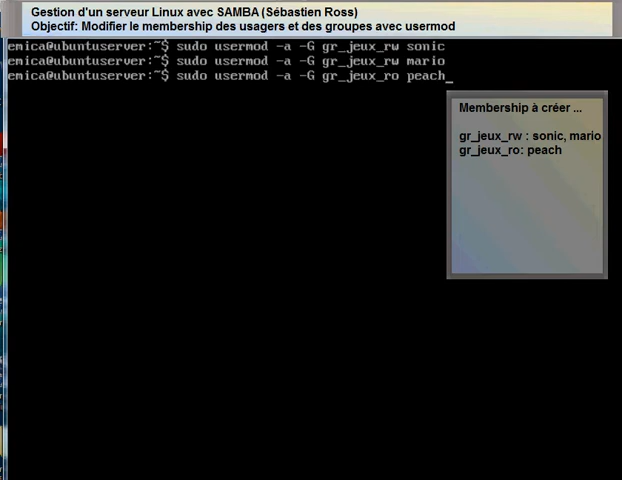 Gestion d'un serveur Linux avec SAMBA (Sébastien Ross)
Objectif: Modifier le membership des usagers et des groupes avec usermod
emica@ubuntuserver:~$ sudo usermod -a -G gr_jeux_rw sonic
emica@ubuntuserver:~$ sudo usermod -a -G gr_jeux_rw mario
emica@ubuntuserver:~$ sudo usermod -a -G gr_jeux_ro peach_
Membership à créer ...
gr_jeux_rw : sonic, mario
gr_jeux_ro: peach